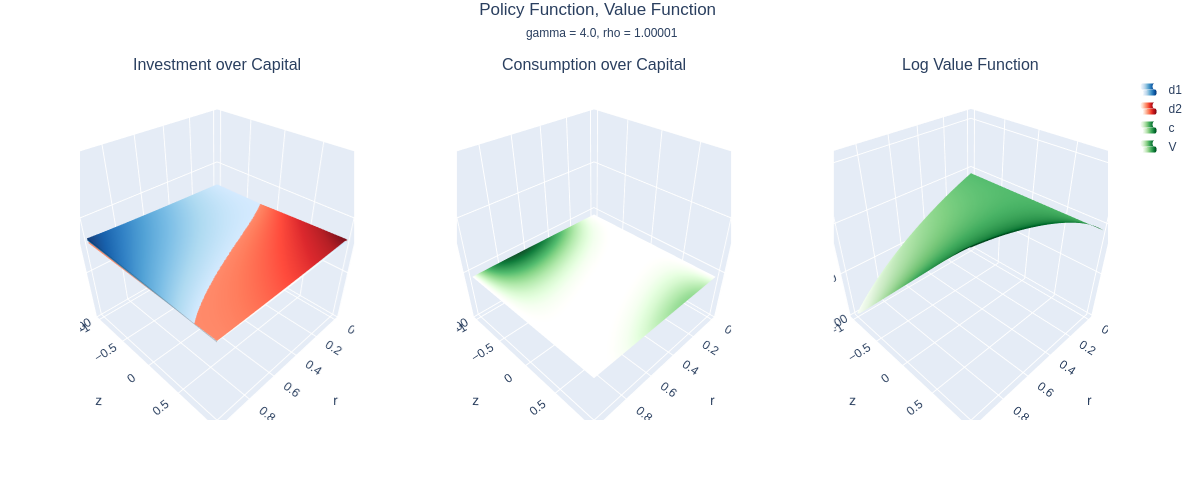 Policy Function, Value Function
gamma = 4.0, rho = 1.00001
Investment over Capital
Consumption over Capital
Log Value Function
d1
d2
c
V
−0.5
0
0.5
z
0
0.2
0.4
0.6
0.8
r
−0.5
0
0.5
z
0
0.2
0.4
0.6
0.8
r
−0.5
0
0.5
z
0
0.2
0.4
0.6
0.8
r